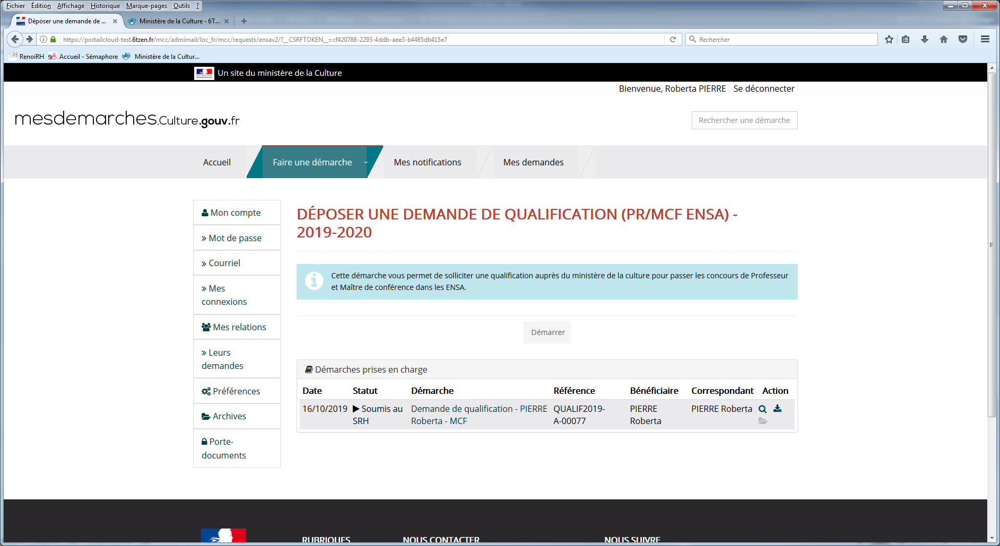 Fichier Édition Affichage Historique Marque-pages Outils ?
Déposer une demande de ...
Ministère de la Culture - 6T...
https://portailcloud-test.6tzen.fr/mcc/admimail/loc_fr/mcc/requests/ensav2/?__CSRFTOKEN__=cf420788-2293-4ddb-aee3-b4485db415e7
Rechercher
RenoiRH
Accueil - Sémaphore
Ministère de la Cultur...
Un site du ministère de la Culture
Bienvenue, Roberta PIERRE
Se déconnecter
mesdemarches.Culture.gouv.fr
Rechercher une démarche
Accueil
Faire une démarche
Mes notifications
Mes demandes
Mon compte
» Mot de passe
» Courriel
» Mes
connexions
Mes relations
» Leurs
demandes
Préférences
Archives
Porte-
documents
DÉPOSER UNE DEMANDE DE QUALIFICATION (PR/MCF ENSA) -
2019-2020
Cette démarche vous permet de solliciter une qualification auprès du ministère de la culture pour passer les concours de Professeur
et Maître de conférence dans les ENSA.
Démarrer
Démarches prises en charge
Date Statut Démarche Référence Bénéficiaire Correspondant Action
16/10/2019 Soumis au Demande de qualification - PIERRE QUALIF2019- PIERRE PIERRE Roberta
SRH Roberta - MCF A-00077 Roberta
RUBRIQUES
NOUS CONTACTER
NOUS SUIVRE